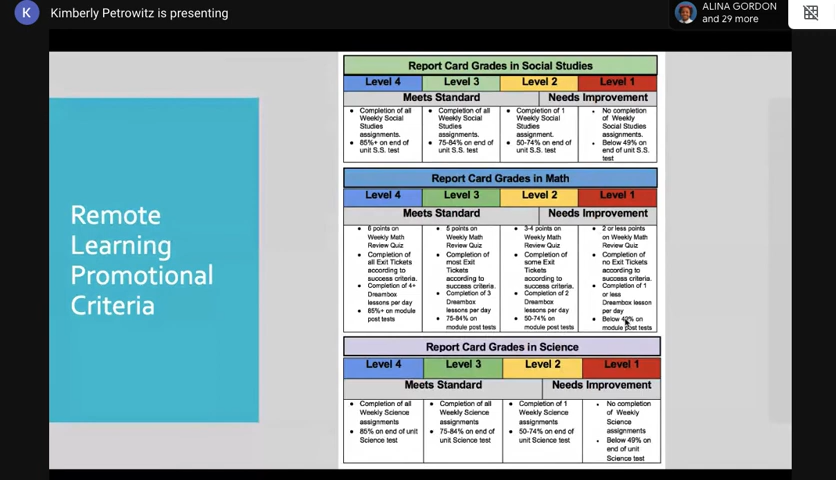 K Kimberly Petrowitz is presenting
ALINA GORDON
and 29 more
Remote
Learning
Promotional
Criteria
Report Card Grades in Social Studies
Level 4 Level 3 Level 2 Level 1
Meets Standard Needs Improvement
• Completion of all
Weekly Social
Studies
assignments.
• 85%+ on end of
unit S.S. test
• Completion of all
Weekly Social
Studies
assignments.
• 75-84% on end of
unit S.S. test
• Completion of 1
Weekly Social
Studies
assignment.
• 50-74% on end of
unit S.S. test
• No completion
of Weekly
Social Studies
assignments.
• Below 49% on
end of unit S.S.
test
Report Card Grades in Math
Level 4 Level 3 Level 2 Level 1
Meets Standard Needs Improvement
• 6 points on
Weekly Math
Review Quiz
• Completion of
all Exit Tickets
according to
success criteria.
• Completion of 4+
Dreambox
lessons per day
• 85%+ on module
post tests
• 5 points on
Weekly Math
Review Quiz
• Completion of
most Exit
Tickets
according to
success criteria.
• Completion of 3
Dreambox
lessons per day
• 75-84% on
module post tests
• 3-4 points on
Weekly Math
Review Quiz
• Completion of
some Exit
Tickets
according to
success criteria.
• Completion of 2
Dreambox
lessons per day
• 50-74% on
module post tests
• 2 or less points
on Weekly Math
Review Quiz
• Completion of
no Exit Tickets
according to
success criteria.
• Completion of 1
or less
Dreambox lesson
per day
• Below 49% on
module post tests
Report Card Grades in Science
Level 4 Level 3 Level 2 Level 1
Meets Standard Needs Improvement
• Completion of all
Weekly Science
assignments
• 85% on end of unit
Science test
• Completion of all
Weekly Science
assignments
• 75-84% on end of
unit Science test
• Completion of 1
Weekly Science
assignment
• 50-74% on end of
unit Science test
• No completion
of Weekly
Science
assignments
• Below 49% on
end of unit
Science test